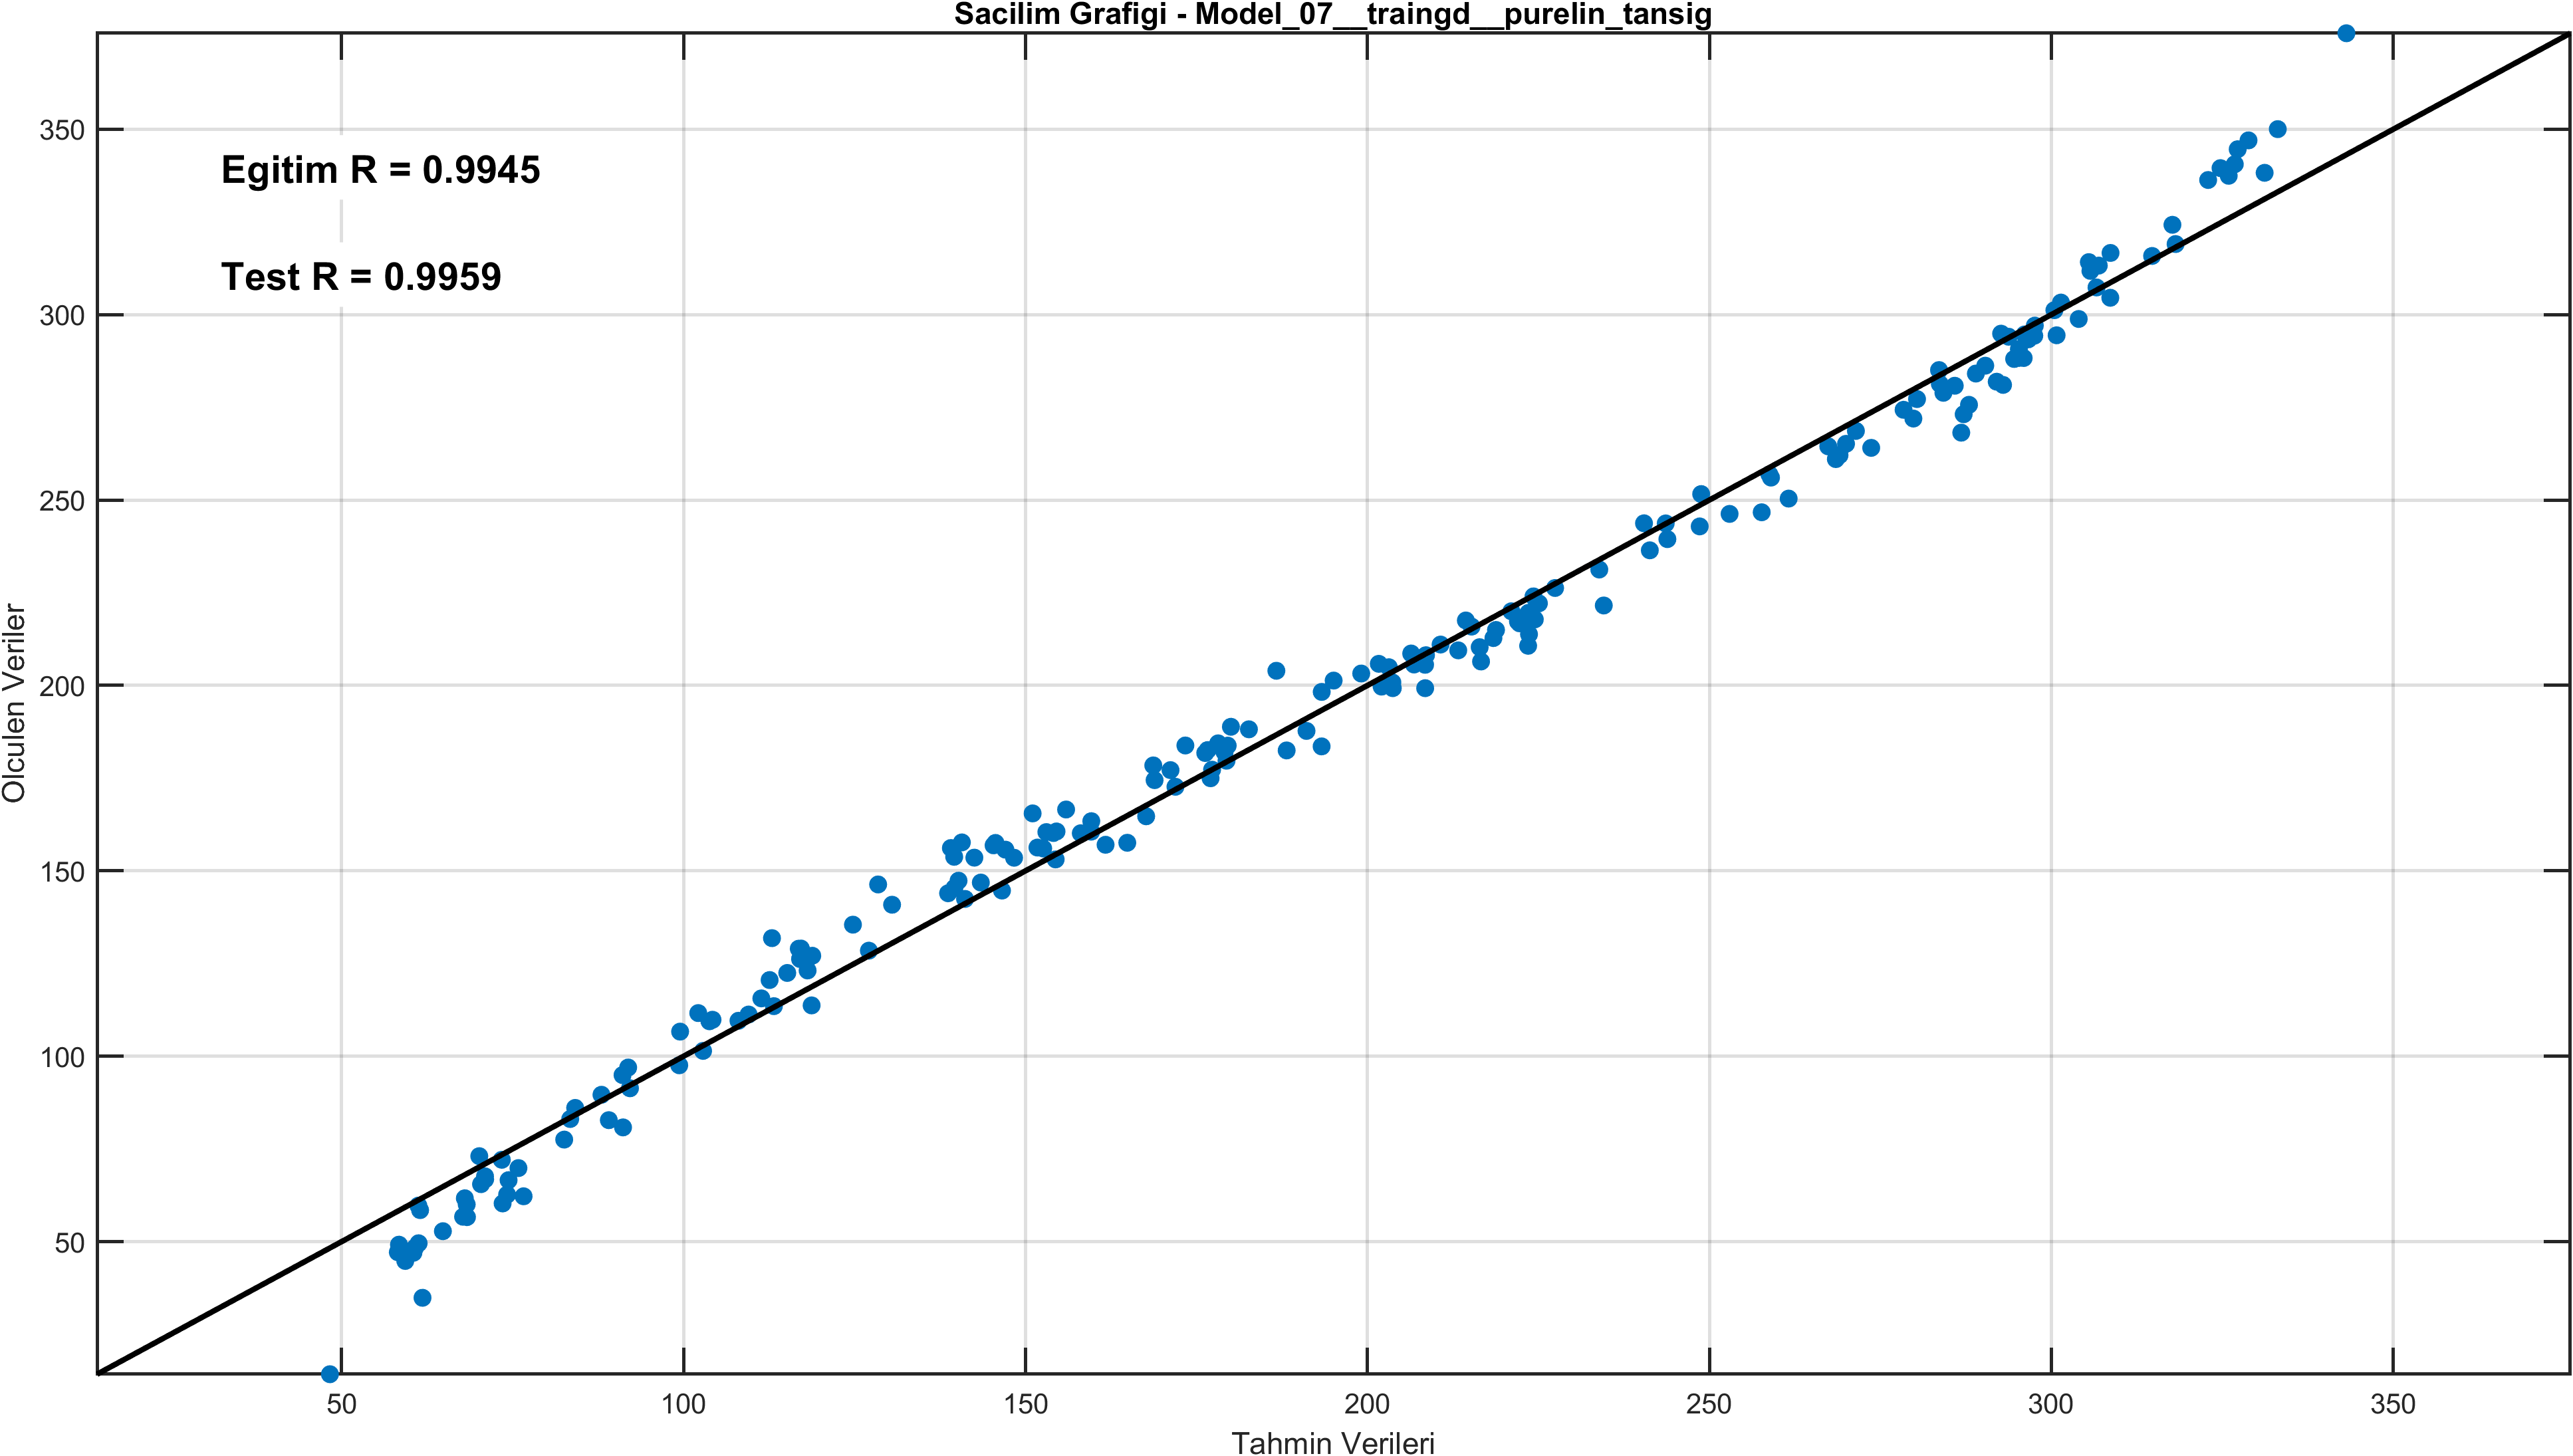 Sacilim Grafigi - Model_07__traingd__purelin_tansig
Egitim R = 0.9945
Test R = 0.9959
Olculen Veriler
350
300
250
200
150
100
50
50 100 150 200 250 300 350
Tahmin Verileri